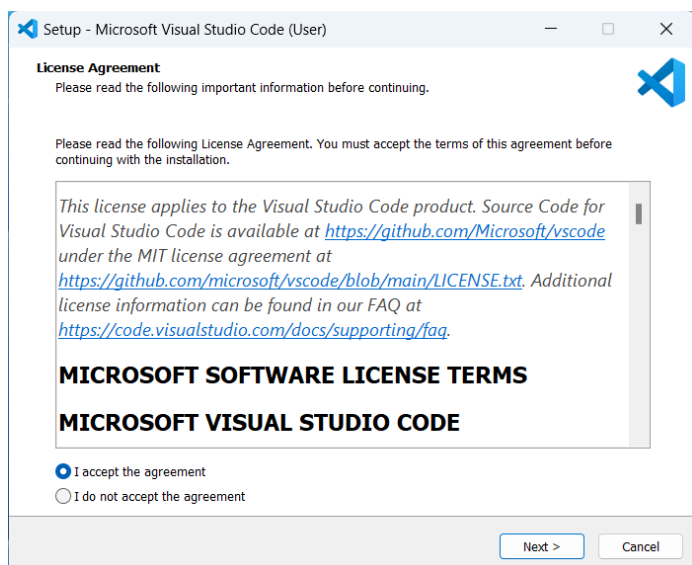 Setup - Microsoft Visual Studio Code (User)
License Agreement
Please read the following important information before continuing.
Please read the following License Agreement. You must accept the terms of this agreement before
continuing with the installation.
This license applies to the Visual Studio Code product. Source Code for
Visual Studio Code is available at https://github.com/Microsoft/vscode
under the MIT license agreement at
https://github.com/microsoft/vscode/blob/main/LICENSE.txt. Additional
license information can be found in our FAQ at
https://code.visualstudio.com/docs/supporting/faq.
MICROSOFT SOFTWARE LICENSE TERMS
MICROSOFT VISUAL STUDIO CODE
I accept the agreement
I do not accept the agreement
Next >
Cancel